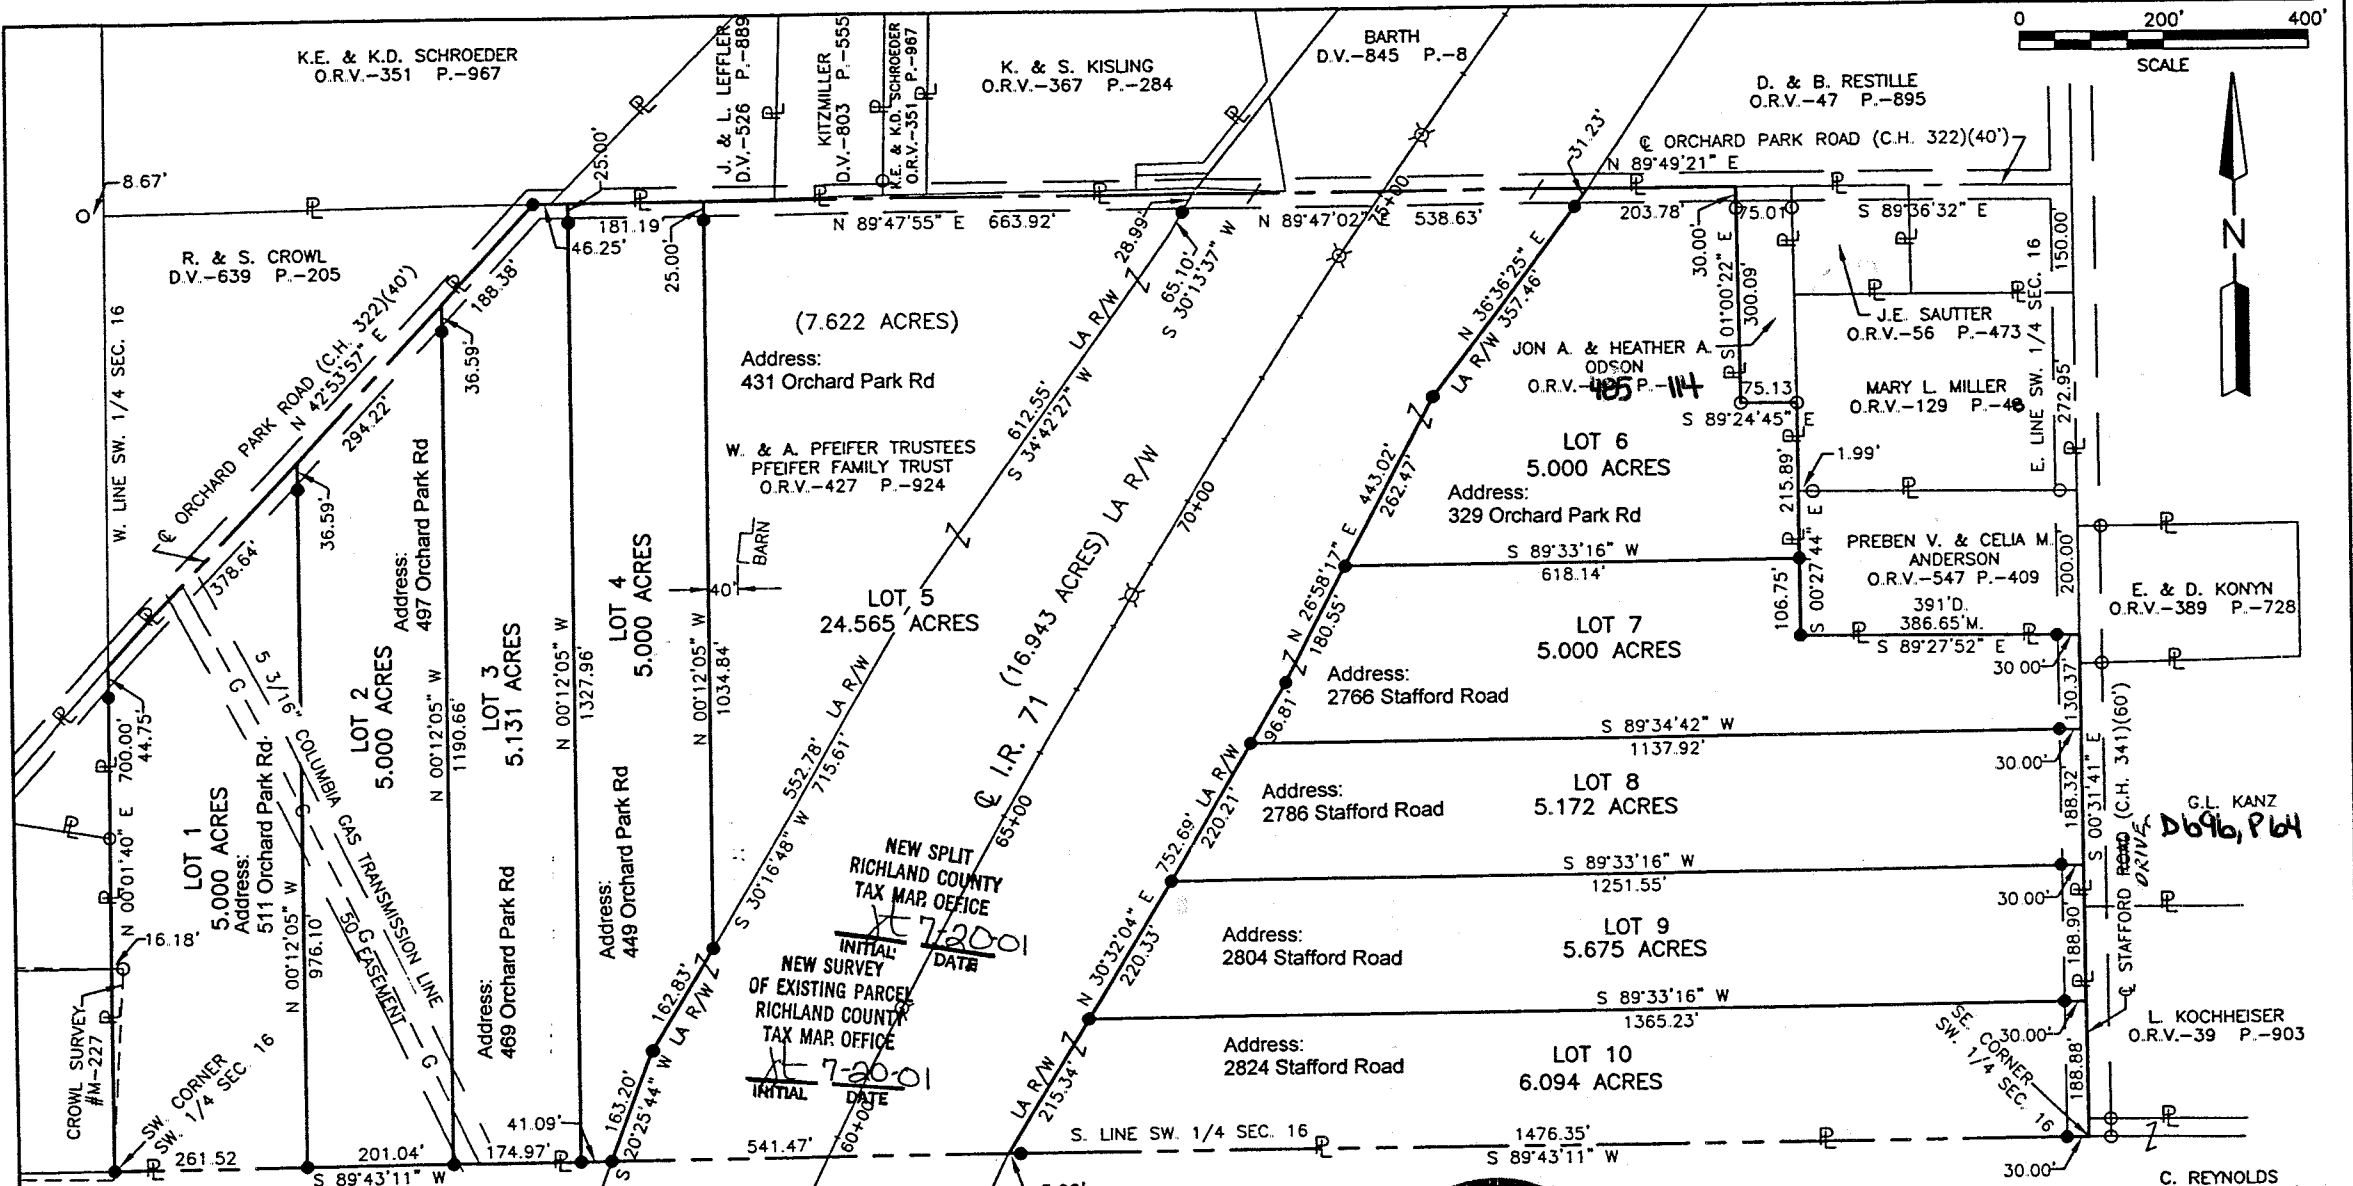 0 200' 400'
SCALE
K.E. & K.D. SCHROEDER
O.R.V.-351 P.-967
J. & L. LEFFLER
D.V.-526 P.-889
KITZMILLER
D.V.-803 P.-555
K.E. & K.D. SCHROEDER
O.R.V.-351 P.-967
K. & S. KISLING
O.R.V.-367 P.-284
BARTH
D.V.-845 P.-8
D. & B. RESTILLE
O.R.V.-47 P.-895
℄ ORCHARD PARK ROAD (C.H. 322)(40')
N 89°49'21" E
31.23'
8.67'
25.00'
181.19'
46.25'
25.00'
N 89°47'55" E 663.92'
28.99'
65.10'
S 30°13'37" W
N 89°47'02" E 538.63'
75+00
203.78'
75.01'
S 89°36'32" E
150.00'
N
R. & S. CROWL
D.V.-639 P.-205
W. LINE SW. 1/4 SEC. 16
℄ ORCHARD PARK ROAD (C.H. 322)(40')
N 42°53'57" E
188.38'
294.22'
378.64'
36.59'
36.59'
(7.622 ACRES)
Address:
431 Orchard Park Rd
W. & A. PFEIFER TRUSTEES
PFEIFER FAMILY TRUST
O.R.V.-427 P.-924
BARN
40'
612.55' LA R/W
S 34°42'27" W
N 36°36'25" E
LA R/W 357.46'
30.00'
S 01°00'22" E
300.09'
JON A. & HEATHER A.
ODSON
O.R.V.-485 P.-114
75.13'
S 89°24'45" E
J.E. SAUTTER
O.R.V.-56 P.-473
MARY L. MILLER
O.R.V.-129 P.-48
E. LINE SW. 1/4 SEC. 16
272.95'
1.99'
215.89'
LOT 6
5.000 ACRES
Address:
329 Orchard Park Rd
443.02'
262.47'
S 89°33'16" W
618.14'
S 00°27'44" E
106.75'
PREBEN V. & CELIA M.
ANDERSON
O.R.V.-547 P.-409
200.00'
391'D.
386.65'M.
S 89°27'52" E
E. & D. KONYN
O.R.V.-389 P.-728
30.00'
130.37'
LOT 5
24.565 ACRES
70+00
(16.943 ACRES) LA R/W
℄ I.R. 71
65+00
N 26°58'17" E
180.55'
LOT 7
5.000 ACRES
Address:
2766 Stafford Road
96.81'
S 89°34'42" W
1137.92'
30.00'
LOT 8
5.172 ACRES
Address:
2786 Stafford Road
752.69' LA R/W
220.21'
188.32'
S 00°31'41" E
℄ STAFFORD ROAD (C.H. 341)(60')
DRIVE
G.L. KANZ
D696, P64
S 89°33'16" W
1251.55'
30.00'
LOT 9
5.675 ACRES
Address:
2804 Stafford Road
N 30°32'04" E
220.33'
188.90'
S 89°33'16" W
1365.23'
30.00'
L. KOCHHEISER
O.R.V.-39 P.-903
LOT 10
6.094 ACRES
Address:
2824 Stafford Road
LA R/W
215.34'
188.88'
SE. CORNER
SW. 1/4 SEC. 16
S. LINE SW. 1/4 SEC. 16
1476.35'
S 89°43'11" W
30.00'
C. REYNOLDS
44.75'
N 00°01'40" E 700.00'
LOT 1
5.000 ACRES
Address:
511 Orchard Park Rd.
16.18'
CROWL SURVEY
#M-227
SW. CORNER
SW. 1/4 SEC. 16
N 00°12'05" W
976.10'
5 3/16" COLUMBIA GAS TRANSMISSION LINE
G
G
50' G EASEMENT
G
LOT 2
5.000 ACRES
Address:
497 Orchard Park Rd
N 00°12'05" W
1190.66'
LOT 3
5.131 ACRES
Address:
469 Orchard Park Rd
N 00°12'05" W
1327.96'
LOT 4
5.000 ACRES
Address:
449 Orchard Park Rd
N 00°12'05" W
1034.84'
552.78' LA R/W
S 30°16'48" W 715.61'
162.83'
163.20'
S 20°25'44" W LA R/W
NEW SPLIT
RICHLAND COUNTY
TAX MAP OFFICE
7-20-01
INITIAL DATE
NEW SURVEY
OF EXISTING PARCEL
RICHLAND COUNTY
TAX MAP OFFICE
7-20-01
INITIAL DATE
60+00
261.52
201.04'
S 89°43'11" W
174.97'
41.09'
541.47'